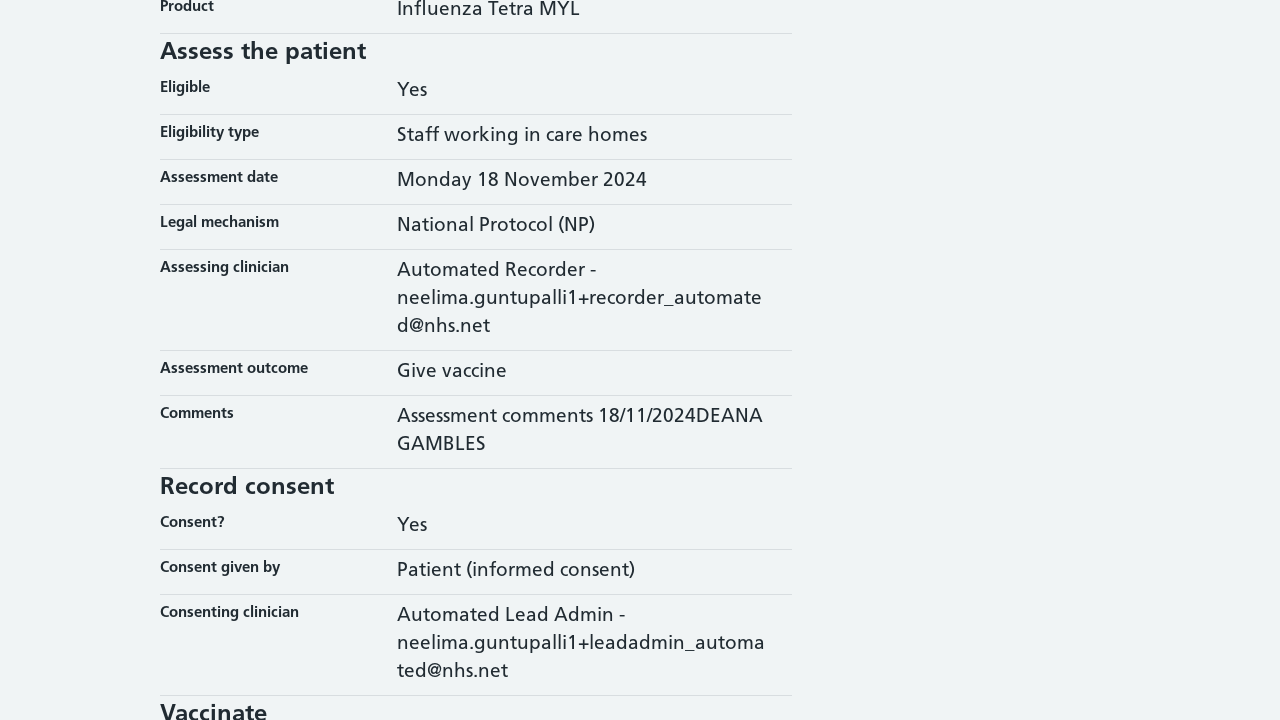 Product Influenza Tetra MYL
Assess the patient
Eligible Yes
Eligibility type Staff working in care homes
Assessment date Monday 18 November 2024
Legal mechanism National Protocol (NP)
Assessing clinician Automated Recorder -
neelima.guntupalli1+recorder_automate
d@nhs.net
Assessment outcome Give vaccine
Comments Assessment comments 18/11/2024DEANA
GAMBLES
Record consent
Consent? Yes
Consent given by Patient (informed consent)
Consenting clinician Automated Lead Admin -
neelima.guntupalli1+leadadmin_automa
ted@nhs.net
Vaccinate